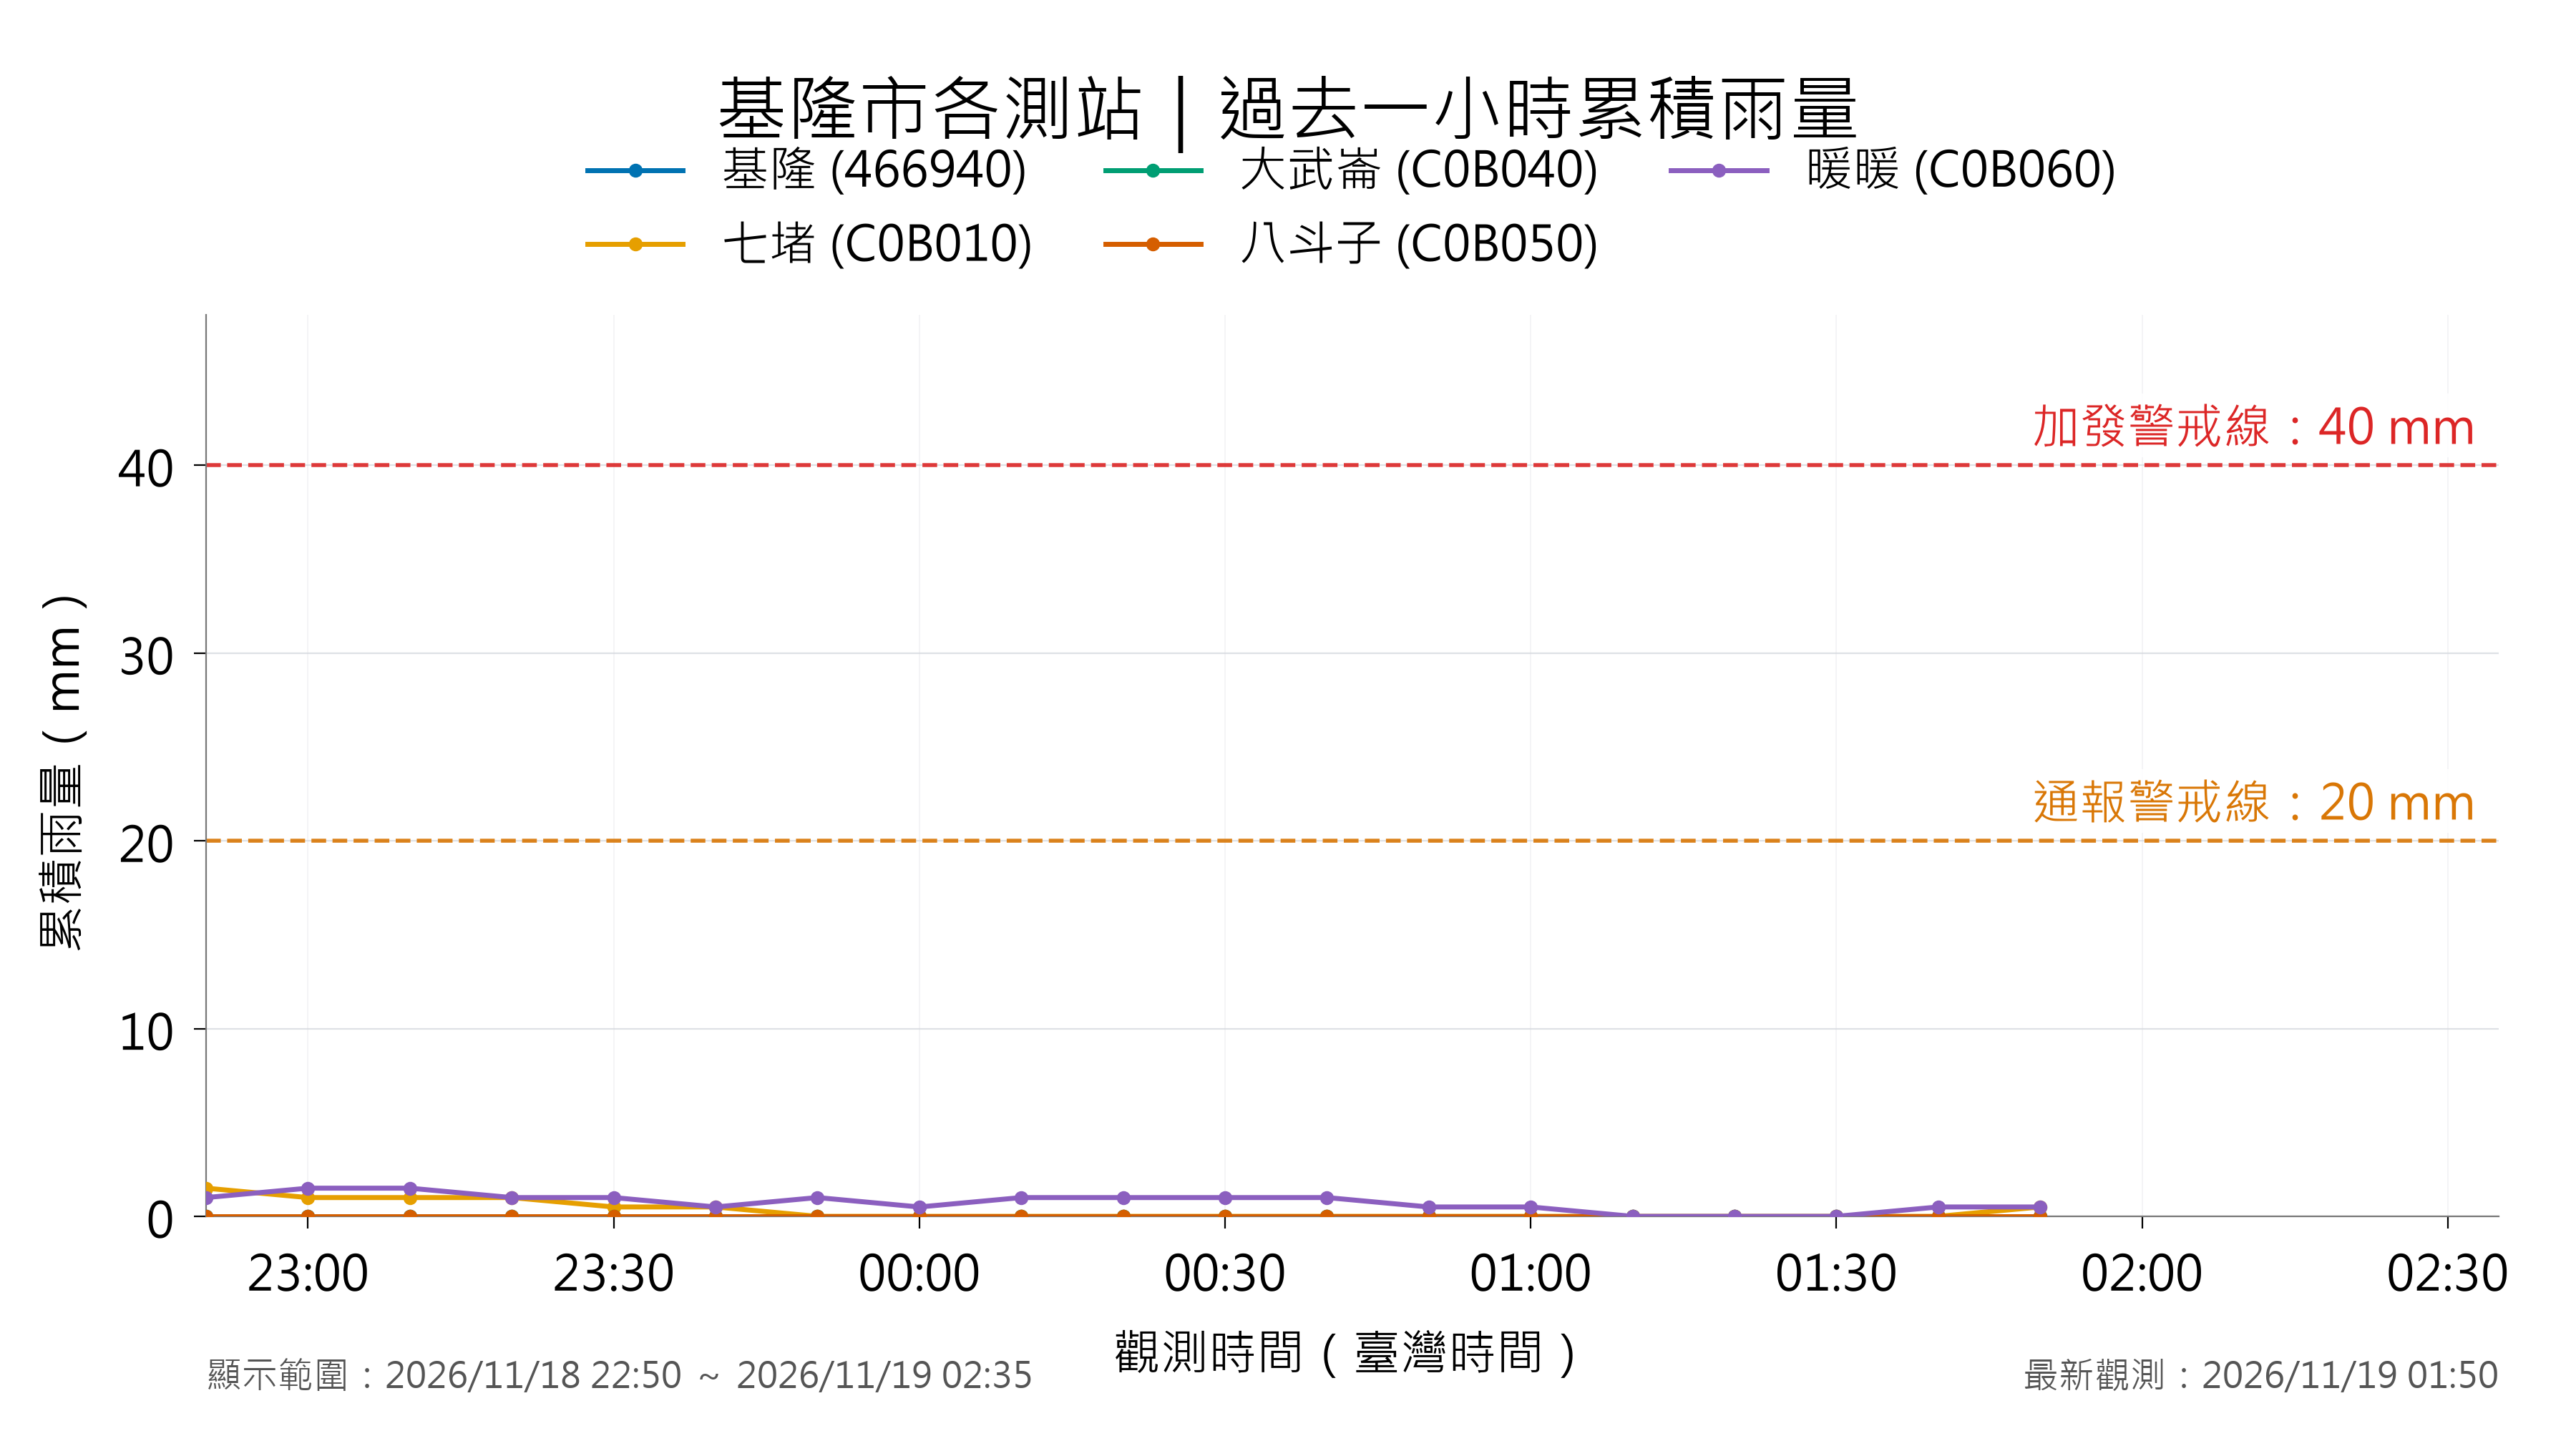 基隆市各測站｜過去一小時累積雨量
基隆 (466940)
大武崙 (C0B040)
暖暖 (C0B060)
七堵 (C0B010)
八斗子 (C0B050)
累積雨量（mm）
40
30
20
10
0
加發警戒線：40 mm
通報警戒線：20 mm
23:00
23:30
00:00
00:30
01:00
01:30
02:00
02:30
觀測時間（臺灣時間）
顯示範圍：2026/11/18 22:50 ~ 2026/11/19 02:35
最新觀測：2026/11/19 01:50